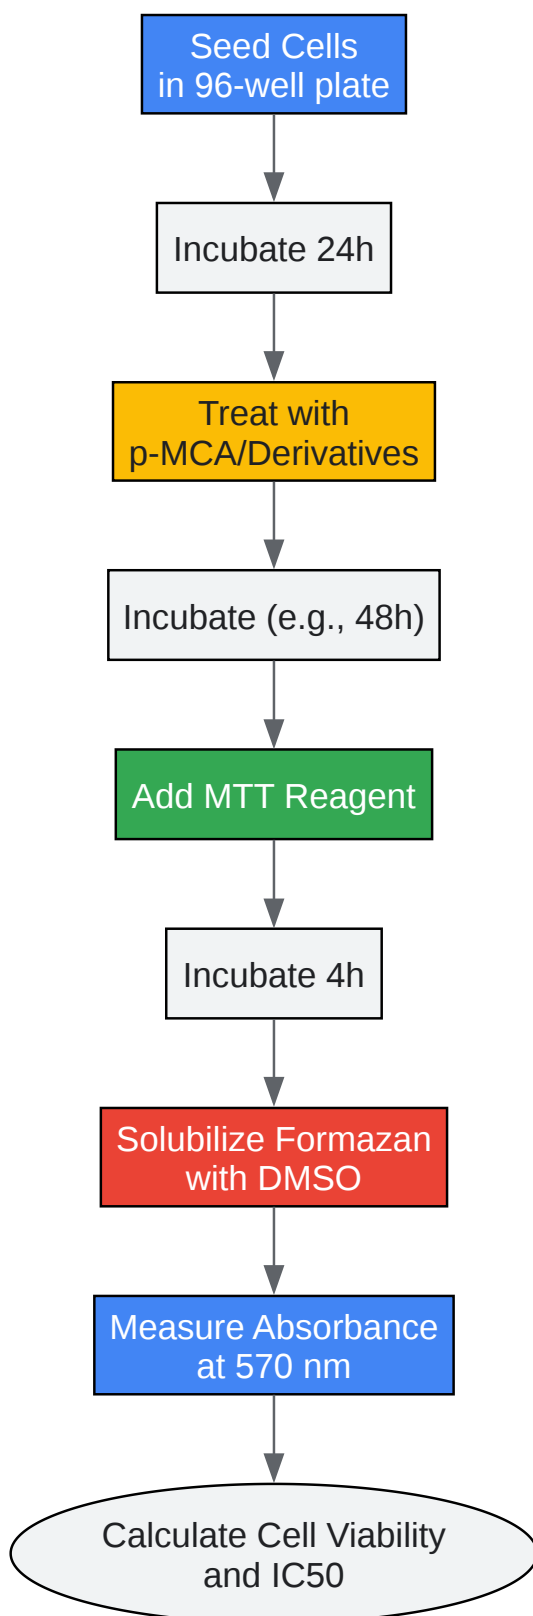 Seed Cells
in 96-well plate
Incubate 24h
Treat with
p-MCA/Derivatives
Incubate (e.g., 48h)
Add MTT Reagent
Incubate 4h
Solubilize Formazan
with DMSO
Measure Absorbance
at 570 nm
Calculate Cell Viability
and IC50